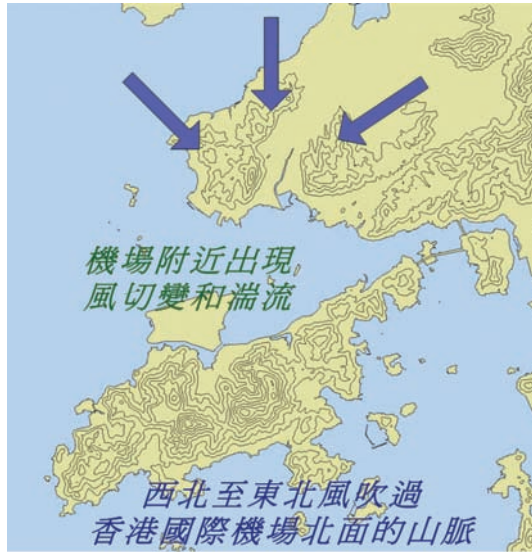 機場附近出現
風切變和湍流
西北至東北風吹過
香港國際機場北面的山脈